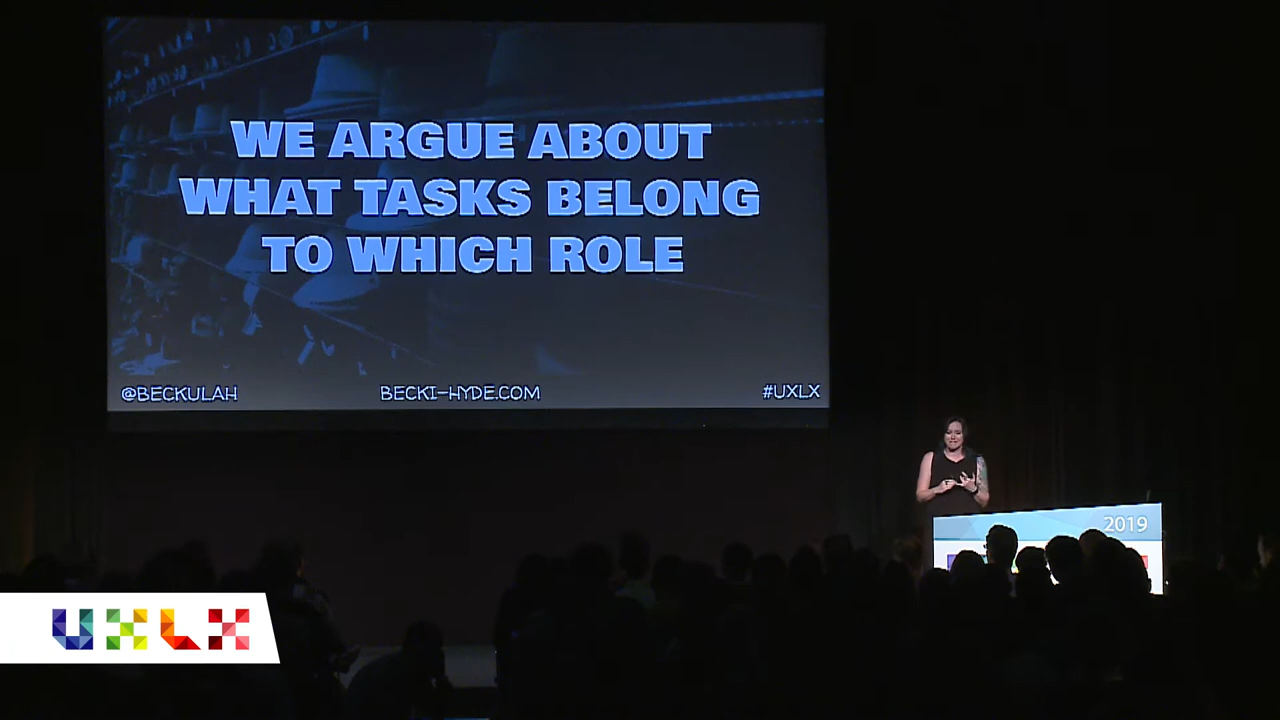 WE ARGUE ABOUT
WHAT TASKS BELONG
TO WHICH ROLE
@BECKULAH
BECKI-HYDE.COM
#UXLX
2019
UXLX